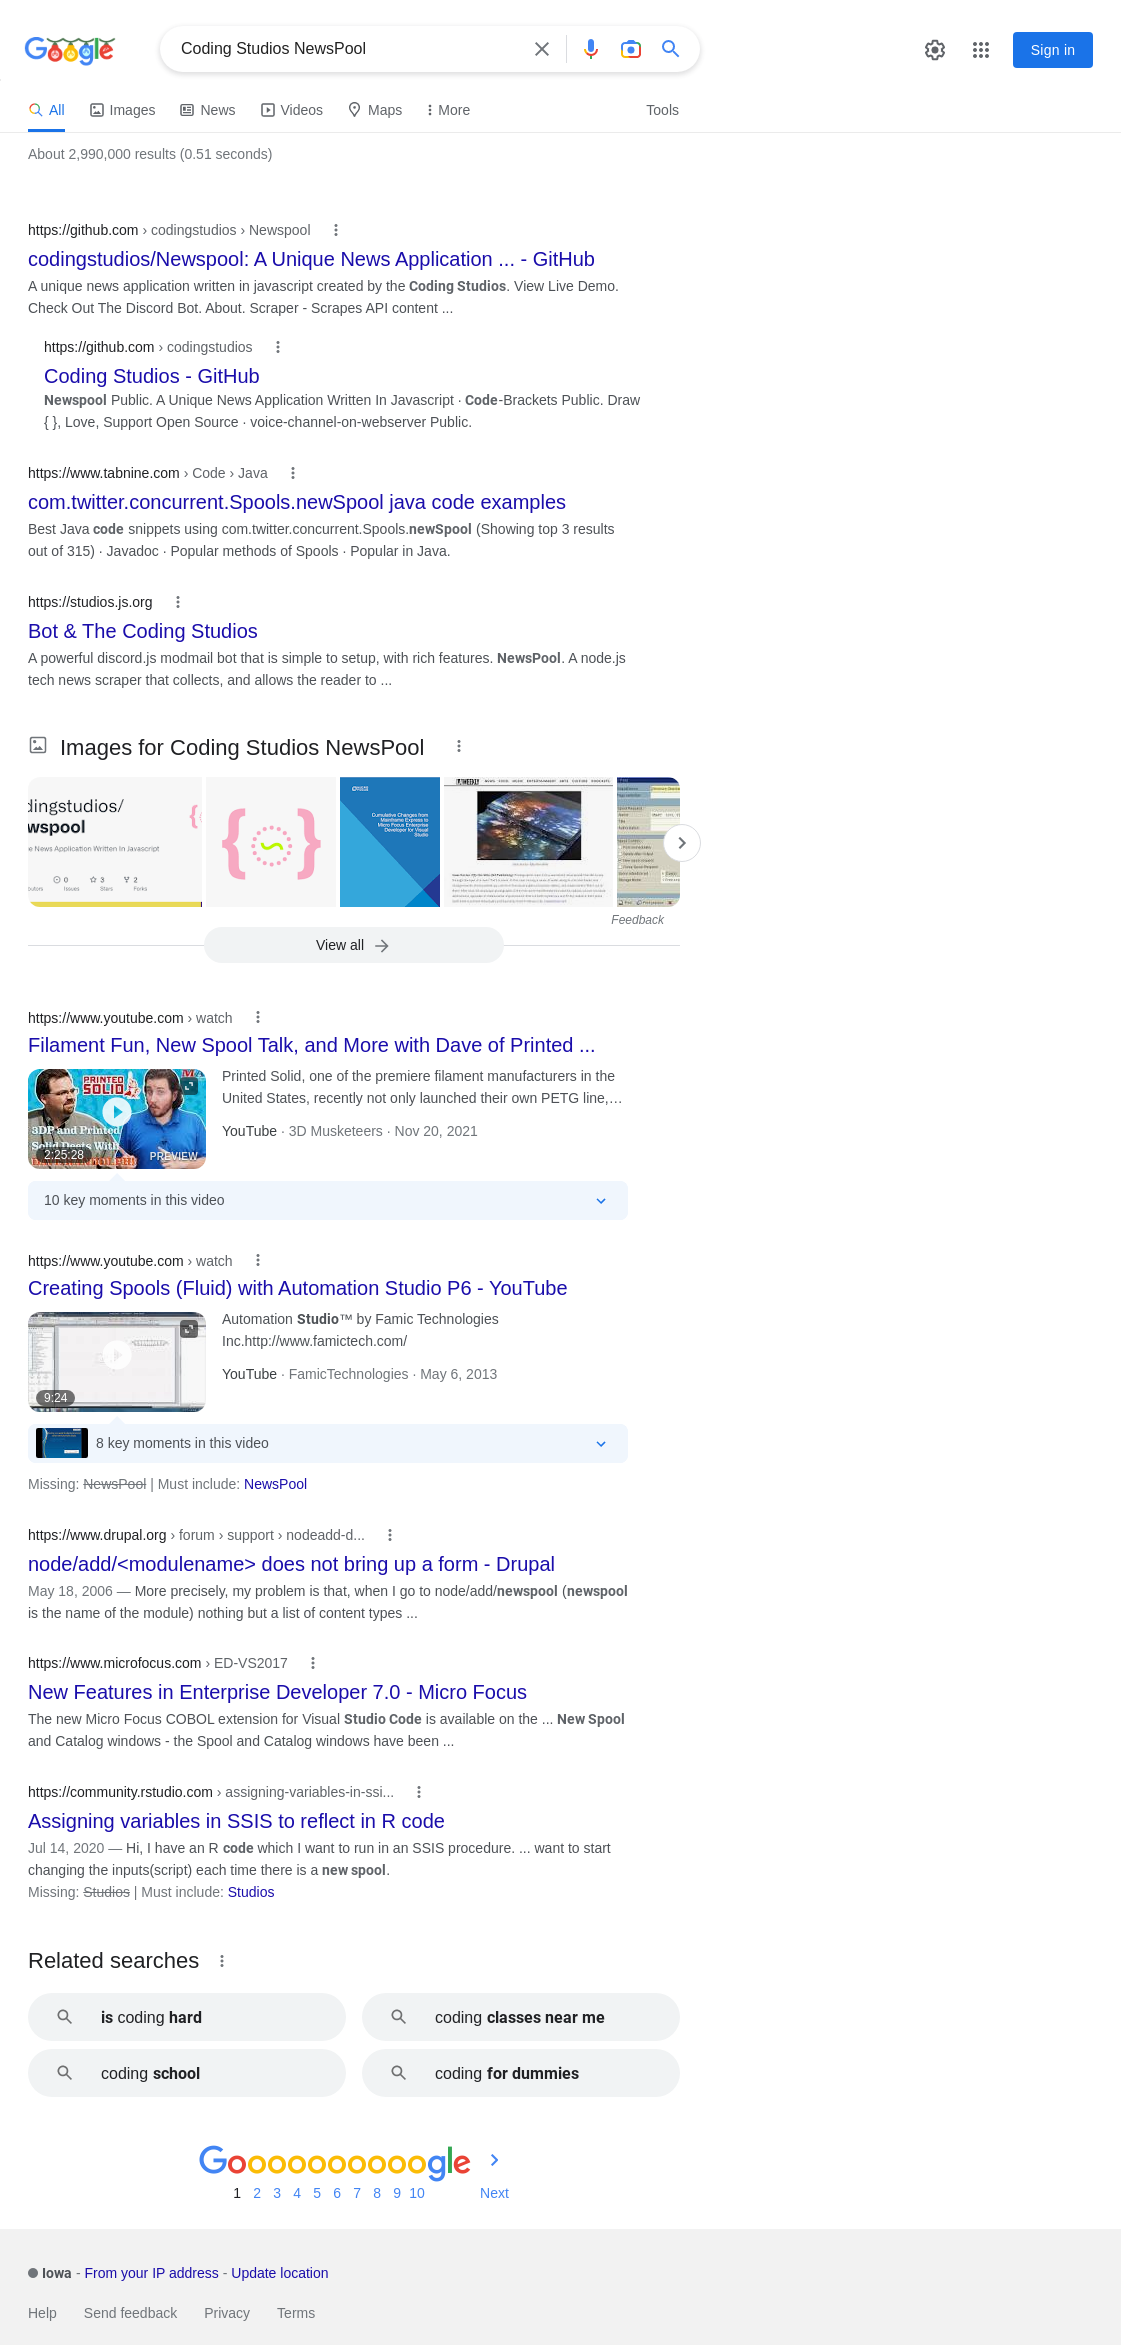 Google
Coding Studios NewsPool
Sign in
All
Images
News
Videos
Maps
More
Tools
About 2,990,000 results (0.51 seconds)
https://github.com › codingstudios › Newspool
codingstudios/Newspool: A Unique News Application ... - GitHub
A unique news application written in javascript created by the Coding Studios. View Live Demo.
Check Out The Discord Bot. About. Scraper - Scrapes API content ...
https://github.com › codingstudios
Coding Studios - GitHub
Newspool Public. A Unique News Application Written In Javascript · Code-Brackets Public. Draw
{ }, Love, Support Open Source · voice-channel-on-webserver Public.
https://www.tabnine.com › Code › Java
com.twitter.concurrent.Spools.newSpool java code examples
Best Java code snippets using com.twitter.concurrent.Spools.newSpool (Showing top 3 results
out of 315) · Javadoc · Popular methods of Spools · Popular in Java.
https://studios.js.org
Bot & The Coding Studios
A powerful discord.js modmail bot that is simple to setup, with rich features. NewsPool. A node.js
tech news scraper that collects, and allows the reader to ...
Images for Coding Studios NewsPool
dingstudios/
wspool
e News Application Written In Javascript
0
3
2
Issues
Stars
Forks
Cumulative Changes from
Mainframe Express to
Micro Focus Enterprise
Developer for Visual
Studio
Feedback
View all
https://www.youtube.com › watch
Filament Fun, New Spool Talk, and More with Dave of Printed ...
PRINTED
SOLID
3DP and Printed
Solid Deets With
2:25:28
PREVIEW
Printed Solid, one of the premiere filament manufacturers in the
United States, recently not only launched their own PETG line,…
YouTube · 3D Musketeers · Nov 20, 2021
10 key moments in this video
https://www.youtube.com › watch
Creating Spools (Fluid) with Automation Studio P6 - YouTube
9:24
Automation Studio™ by Famic Technologies
Inc.http://www.famictech.com/
YouTube · FamicTechnologies · May 6, 2013
8 key moments in this video
Missing: NewsPool | Must include: NewsPool
https://www.drupal.org › forum › support › nodeadd-d...
node/add/<modulename> does not bring up a form - Drupal
May 18, 2006 — More precisely, my problem is that, when I go to node/add/newspool (newspool
is the name of the module) nothing but a list of content types ...
https://www.microfocus.com › ED-VS2017
New Features in Enterprise Developer 7.0 - Micro Focus
The new Micro Focus COBOL extension for Visual Studio Code is available on the ... New Spool
and Catalog windows - the Spool and Catalog windows have been ...
https://community.rstudio.com › assigning-variables-in-ssi...
Assigning variables in SSIS to reflect in R code
Jul 14, 2020 — Hi, I have an R code which I want to run in an SSIS procedure. ... want to start
changing the inputs(script) each time there is a new spool.
Missing: Studios | Must include: Studios
Related searches
is coding hard
coding classes near me
coding school
coding for dummies
Goooooooooogle
1 2 3 4 5 6 7 8 9 10 Next
Iowa - From your IP address - Update location
Help Send feedback Privacy Terms